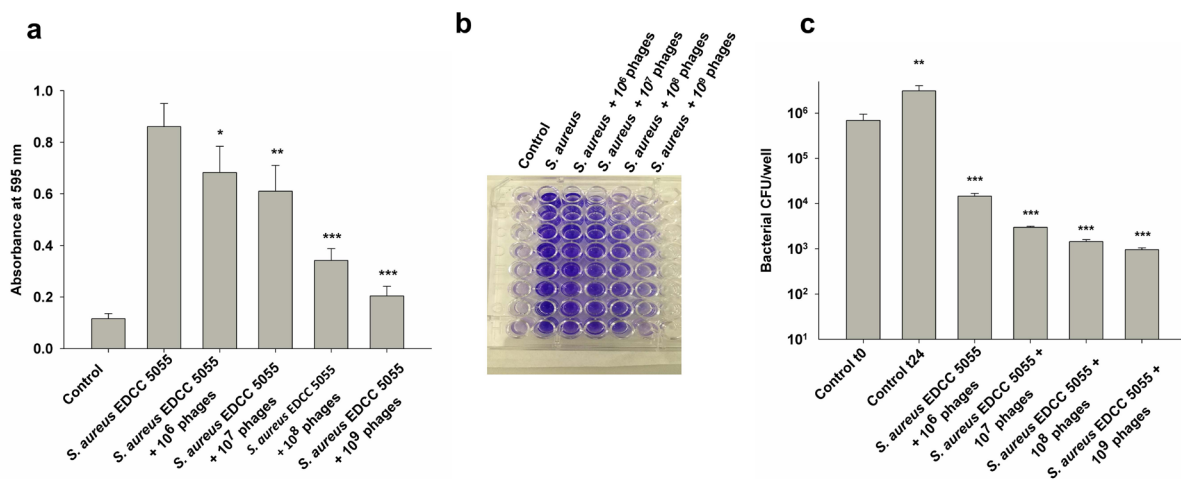 a
Absorbance at 595 nm
1.0
0.8
0.6
0.4
0.2
0.0
*
**
***
***
Control
S. aureus EDCC 5055
S. aureus EDCC 5055
+ 10⁶ phages
S. aureus EDCC 5055
+ 10⁷ phages
S. aureus EDCC 5055
+ 10⁸ phages
S. aureus EDCC 5055
+ 10⁹ phages
b
Control
S. aureus
S. aureus + 10⁶ phages
S. aureus + 10⁷ phages
S. aureus + 10⁸ phages
S. aureus + 10⁹ phages
c
Bacterial CFU/well
10⁶
10⁵
10⁴
10³
10²
10¹
**
***
***
***
***
Control t0
Control t24
S. aureus EDCC 5055
+ 10⁶ phages
S. aureus EDCC 5055 +
10⁷ phages
S. aureus EDCC 5055 +
10⁸ phages
S. aureus EDCC 5055 +
10⁹ phages